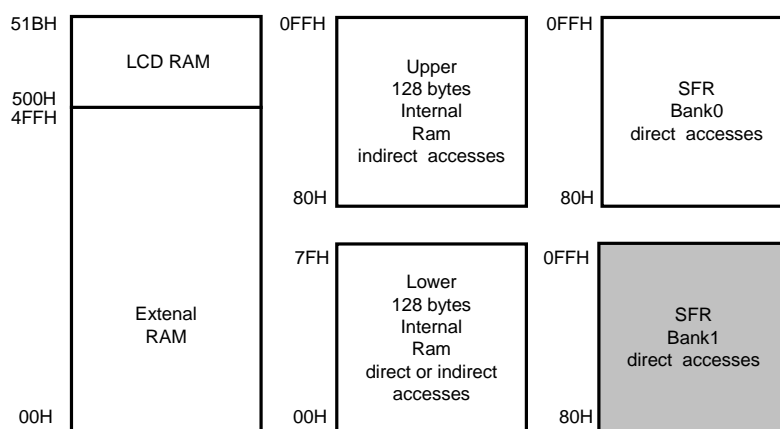 51BH
LCD RAM
500H
4FFH
Extenal
RAM
00H
0FFH
Upper
128 bytes
Internal
Ram
indirect accesses
80H
7FH
Lower
128 bytes
Internal
Ram
direct or indirect
accesses
00H
0FFH
SFR
Bank0
direct accesses
80H
0FFH
SFR
Bank1
direct accesses
80H